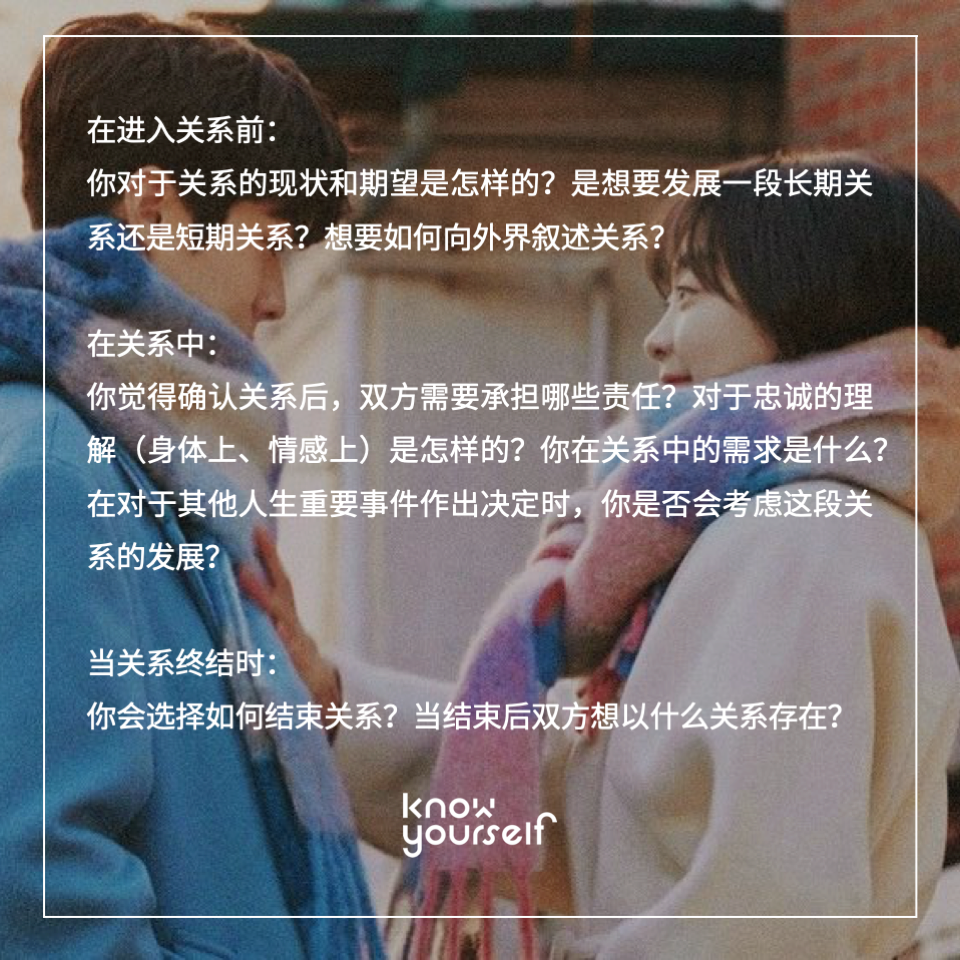 在进入关系前：
你对于关系的现状和期望是怎样的？是想要发展一段长期关
系还是短期关系？想要如何向外界叙述关系？
在关系中：
你觉得确认关系后，双方需要承担哪些责任？对于忠诚的理
解（身体上、情感上）是怎样的？你在关系中的需求是什么？
在对于其他人生重要事件作出决定时，你是否会考虑这段关
系的发展？
当关系终结时：
你会选择如何结束关系？当结束后双方想以什么关系存在？
know
yourself